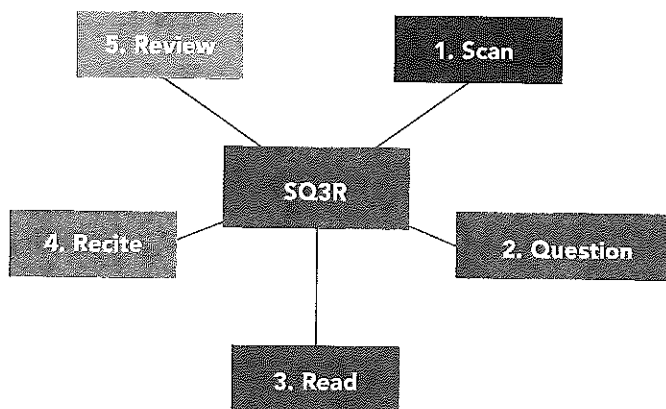 5. Review
1. Scan
SQ3R
4. Recite
2. Question
3. Read